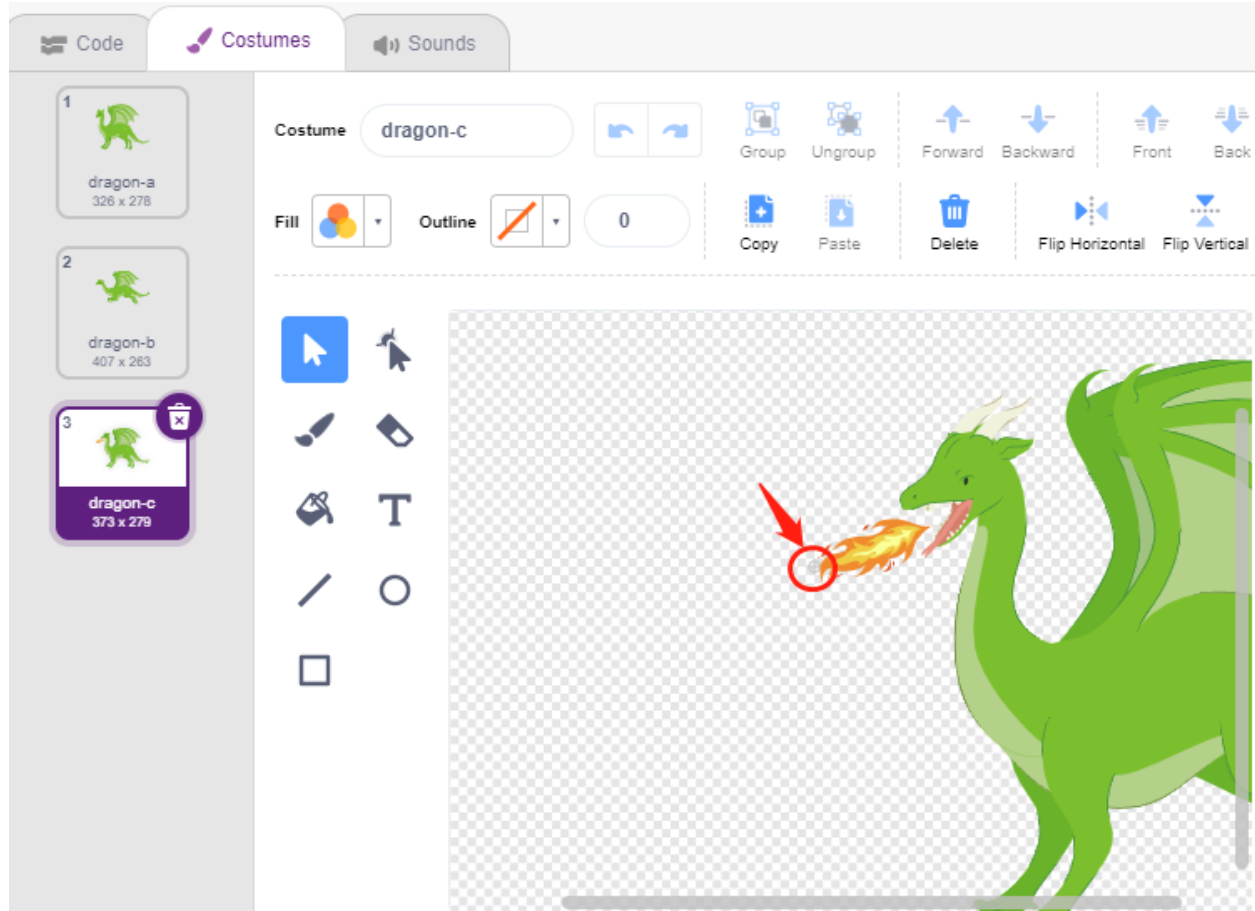 Code
Costumes
Sounds
1
dragon-a
326 x 278
2
dragon-b
407 x 263
3
dragon-c
373 x 279
Costume
dragon-c
Group
Ungroup
Forward
Backward
Front
Back
Fill
Outline
0
Copy
Paste
Delete
Flip Horizontal
Flip Vertical
T